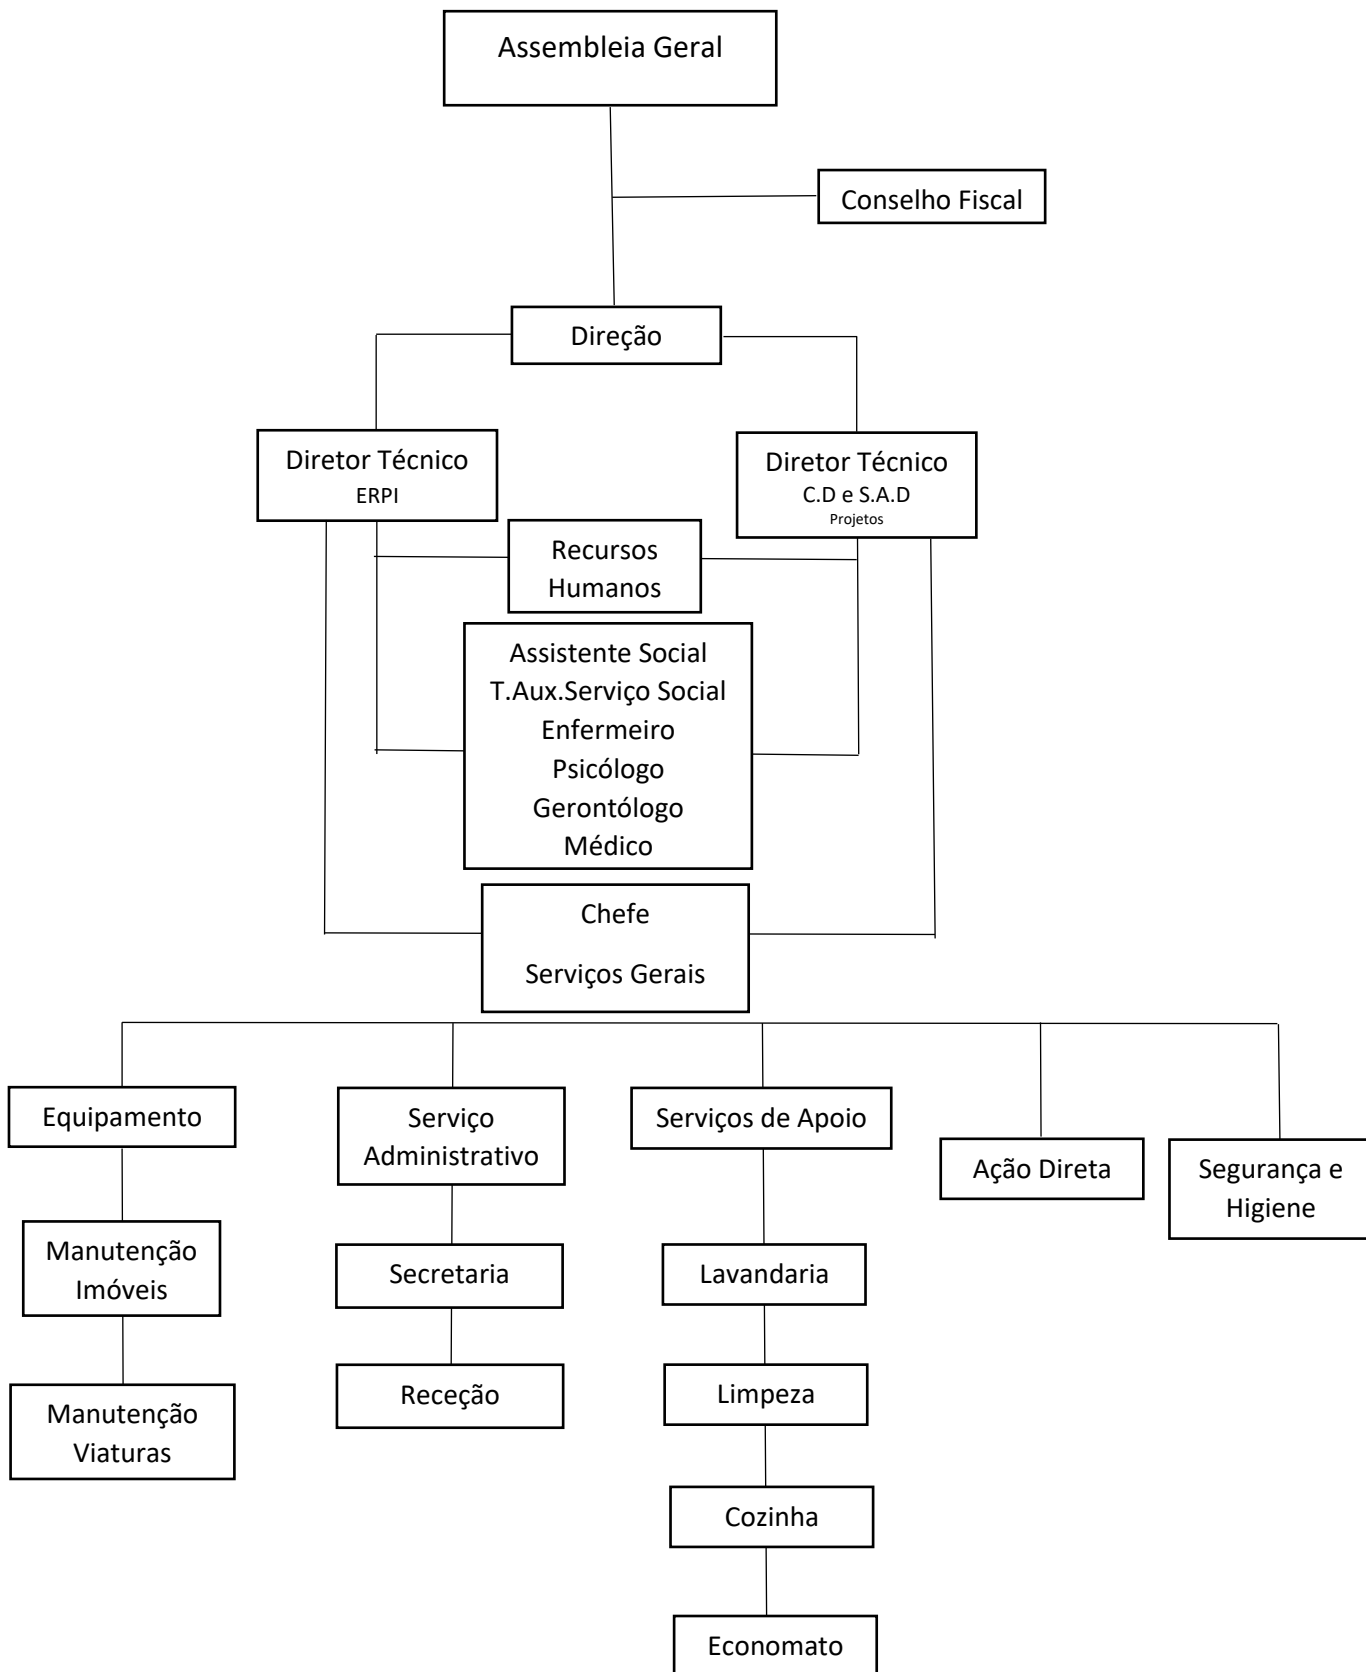 Assembleia Geral
Conselho Fiscal
Direção
Diretor Técnico
ERPI
Diretor Técnico
C.D e S.A.D
Projetos
Recursos
Humanos
Assistente Social
T.Aux.Serviço Social
Enfermeiro
Psicólogo
Gerontólogo
Médico
Chefe
Serviços Gerais
Equipamento
Serviço
Administrativo
Serviços de Apoio
Ação Direta
Segurança e
Higiene
Manutenção
Imóveis
Secretaria
Lavandaria
Manutenção
Viaturas
Receção
Limpeza
Cozinha
Economato